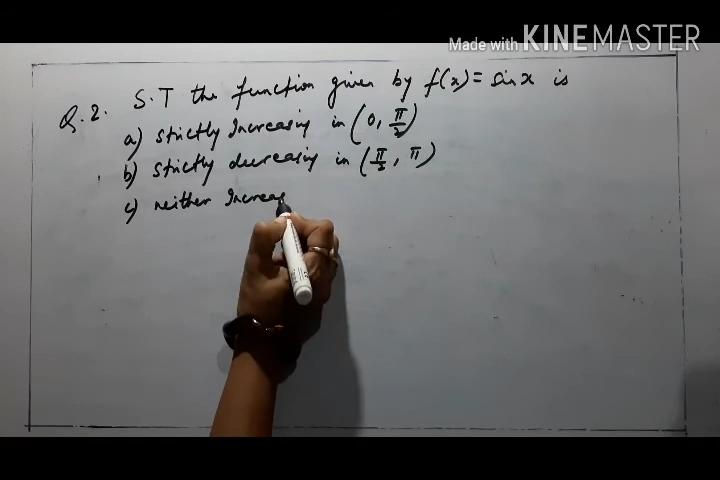 Made with KINEMASTER
Q.2. S.T the function given by f(x) = sin x is
a) strictly Increasing in (0, π/2)
b) strictly decreasing in (π/2, π)
c) neither Increas